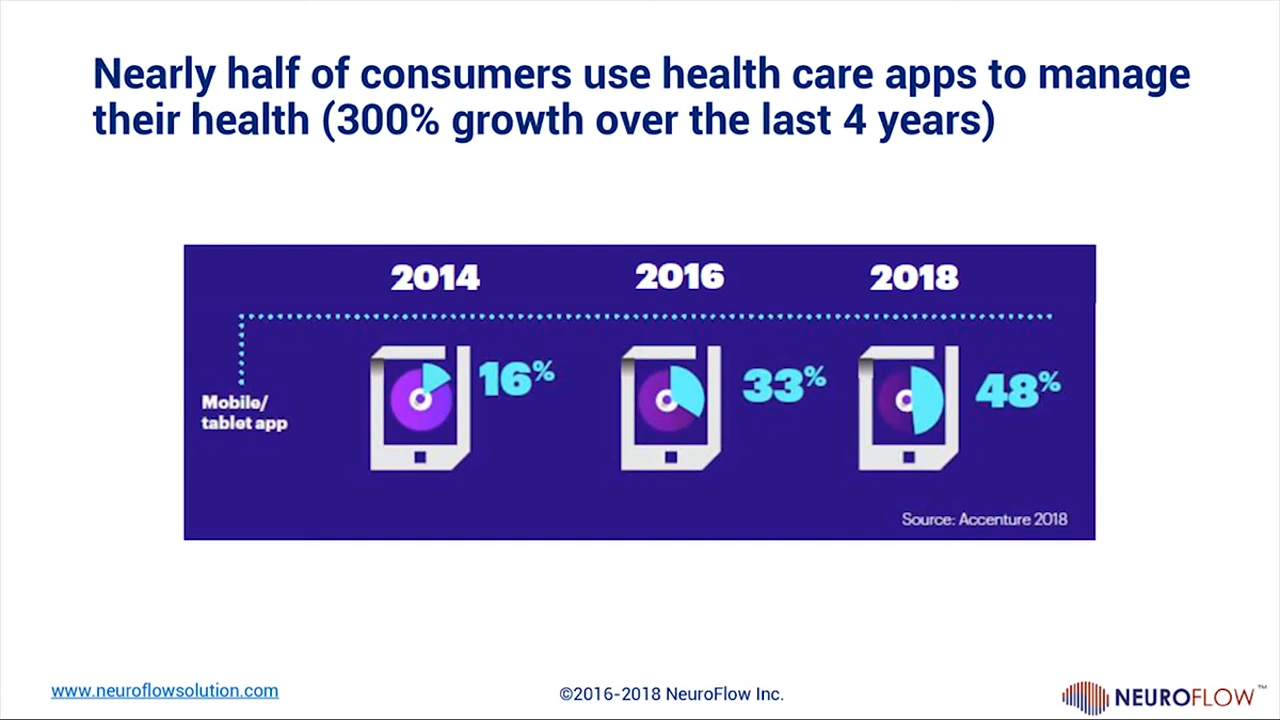 Nearly half of consumers use health care apps to manage
their health (300% growth over the last 4 years)
2014
2016
2018
Mobile/
tablet app
16%
33%
48%
Source: Accenture 2018
www.neuroflowsolution.com
©2016-2018 NeuroFlow Inc.
NEUROFLOW™